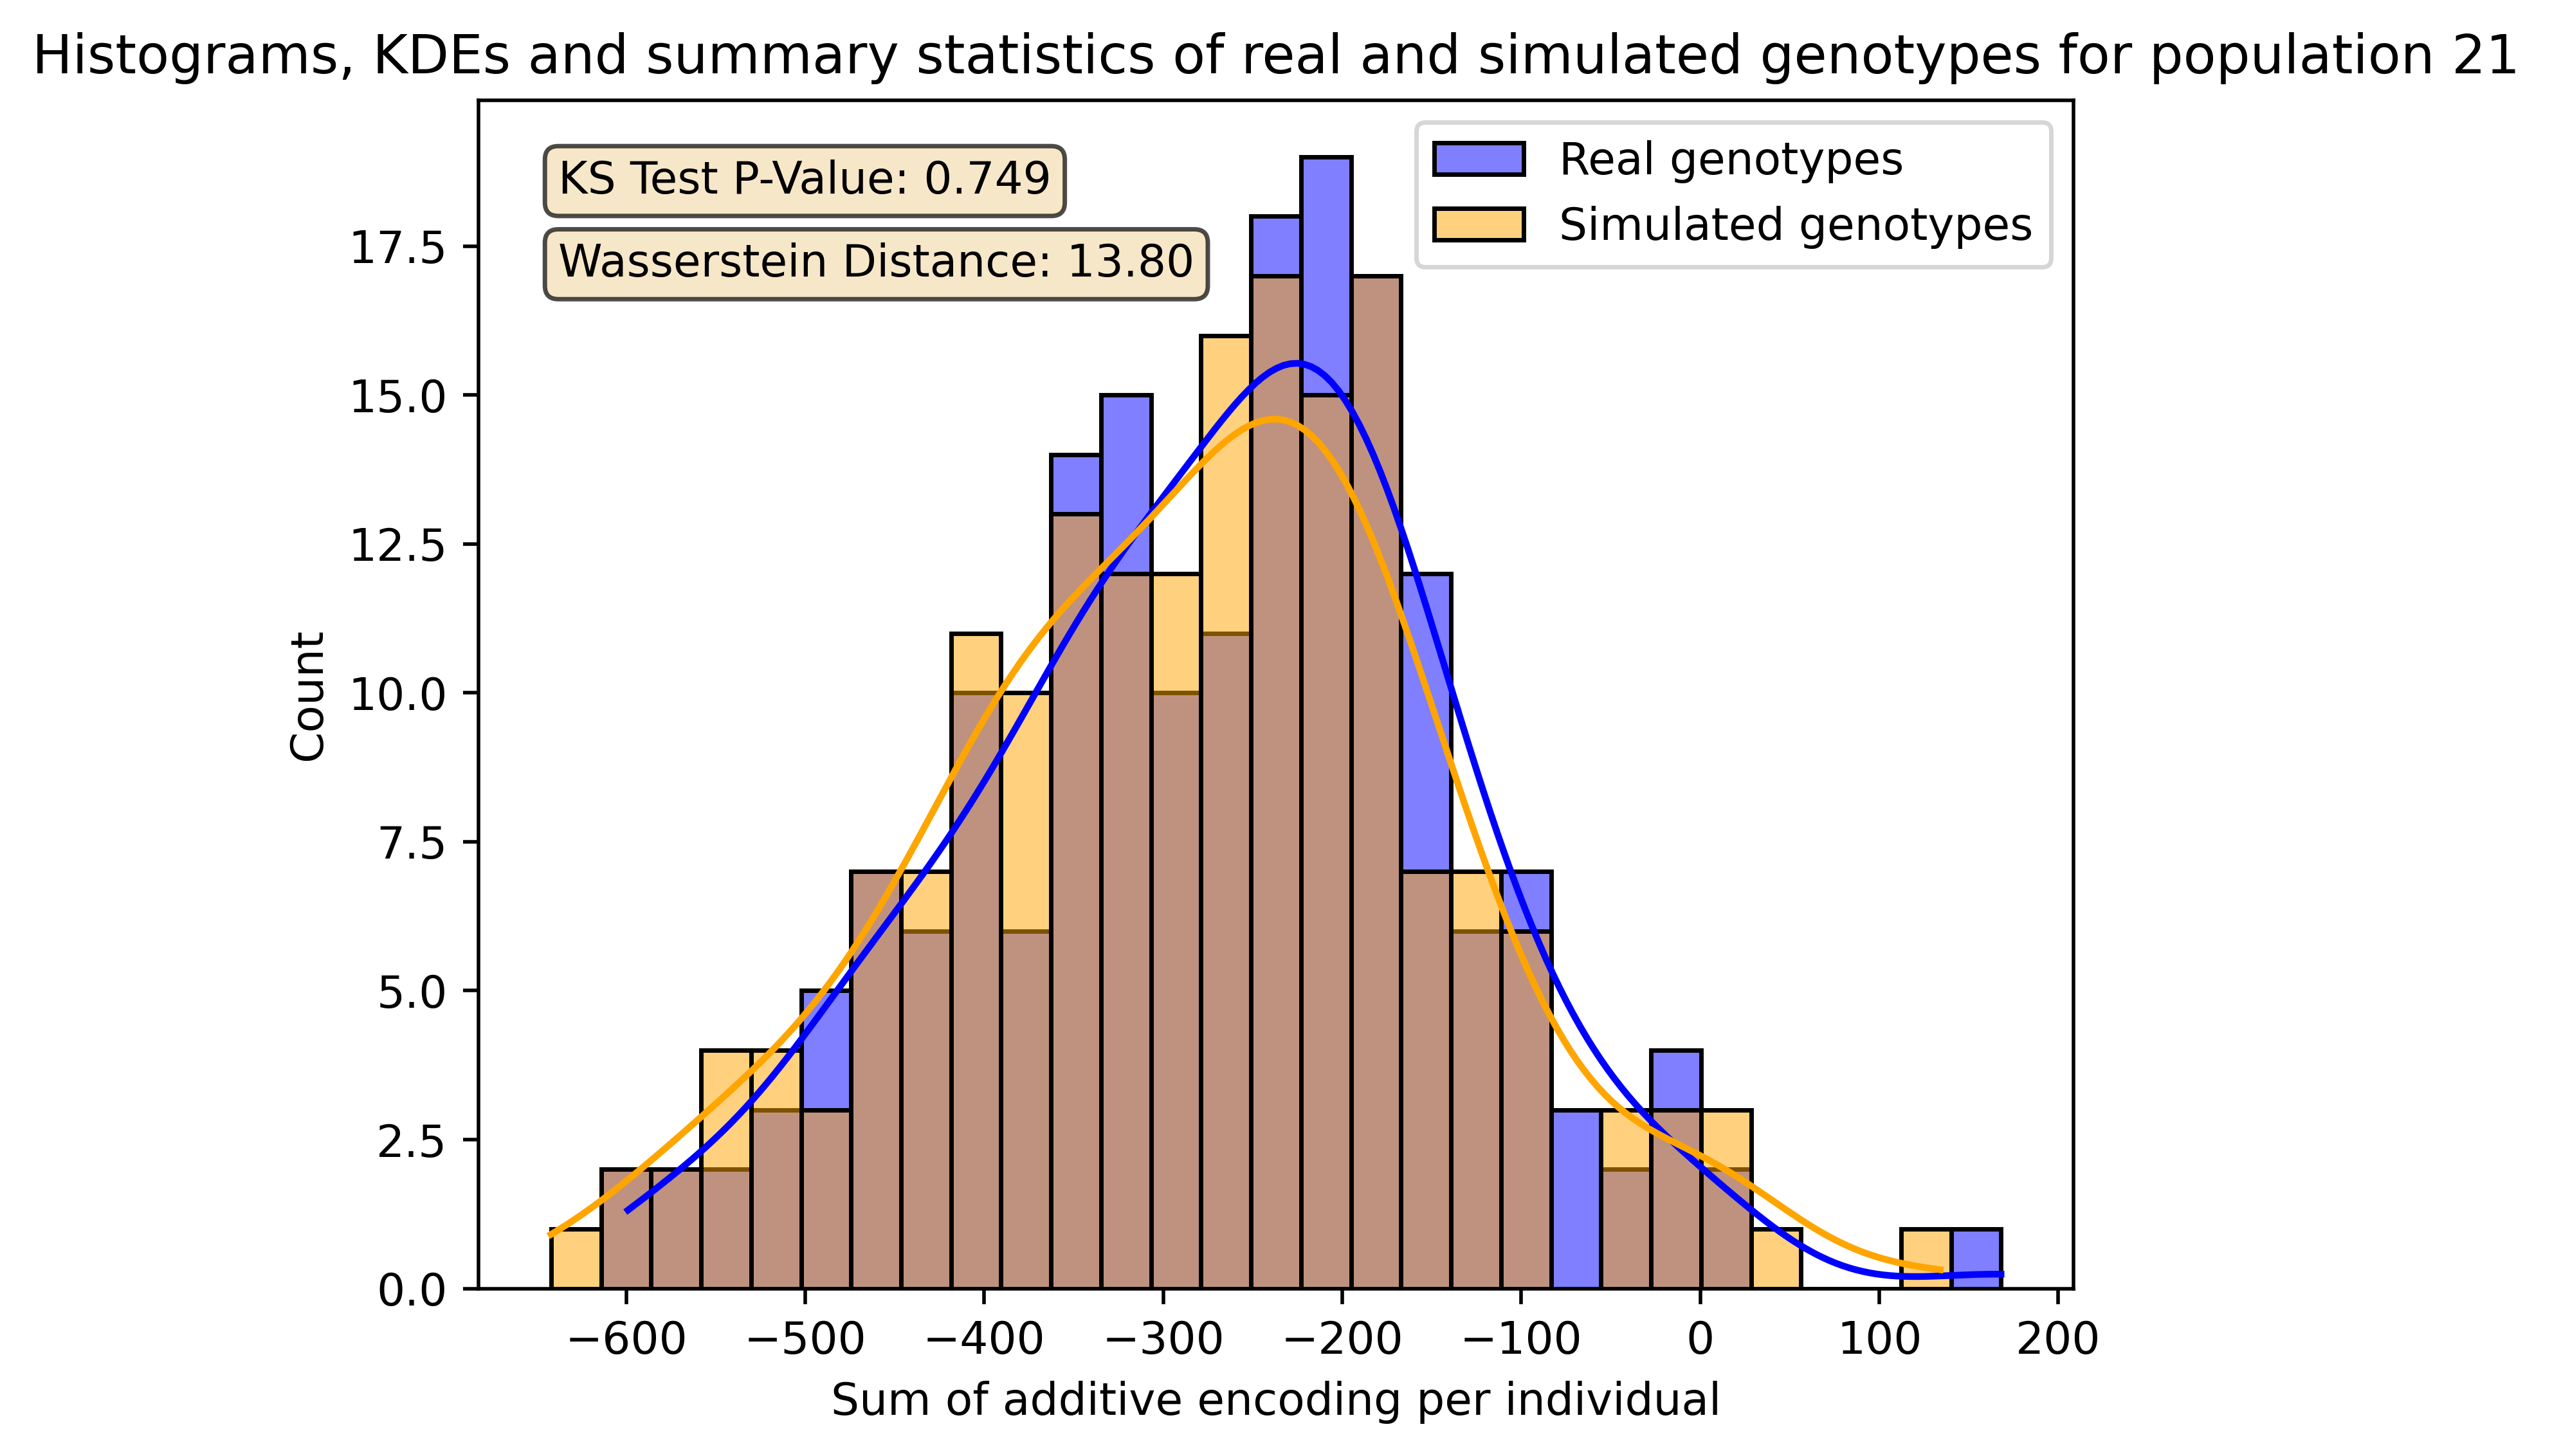 Histograms, KDEs and summary statistics of real and simulated genotypes for population 21
KS Test P-Value: 0.749
Wasserstein Distance: 13.80
Real genotypes
Simulated genotypes
Count
17.5
15.0
12.5
10.0
7.5
5.0
2.5
0.0
−600 −500 −400 −300 −200 −100 0 100 200
Sum of additive encoding per individual